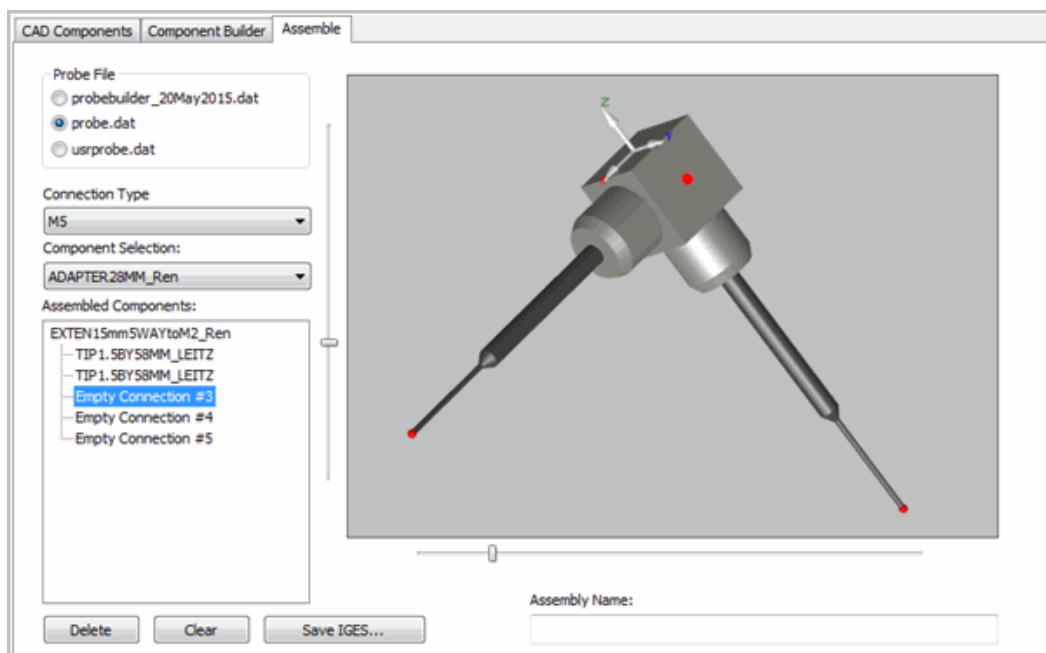 CAD Components
Component Builder
Assemble
Probe File
probebuilder_20May2015.dat
probe.dat
usrprobe.dat
Connection Type
M5
Component Selection:
ADAPTER28MM_Ren
Assembled Components:
EXTEN15mm5WAYtoM2_Ren
TIP1.5BY58MM_LEITZ
TIP1.5BY58MM_LEITZ
Empty Connection #3
Empty Connection #4
Empty Connection #5
Z
Y
Delete
Clear
Save IGES...
Assembly Name: